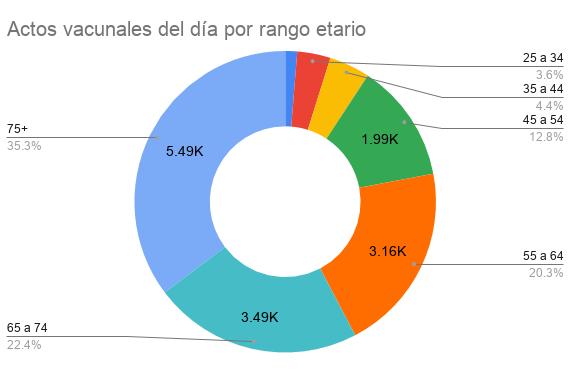 Actos vacunales del día por rango etario
25 a 34
3.6%
35 a 44
4.4%
45 a 54
12.8%
75+
35.3%
5.49K
1.99K
3.16K
55 a 64
20.3%
3.49K
65 a 74
22.4%